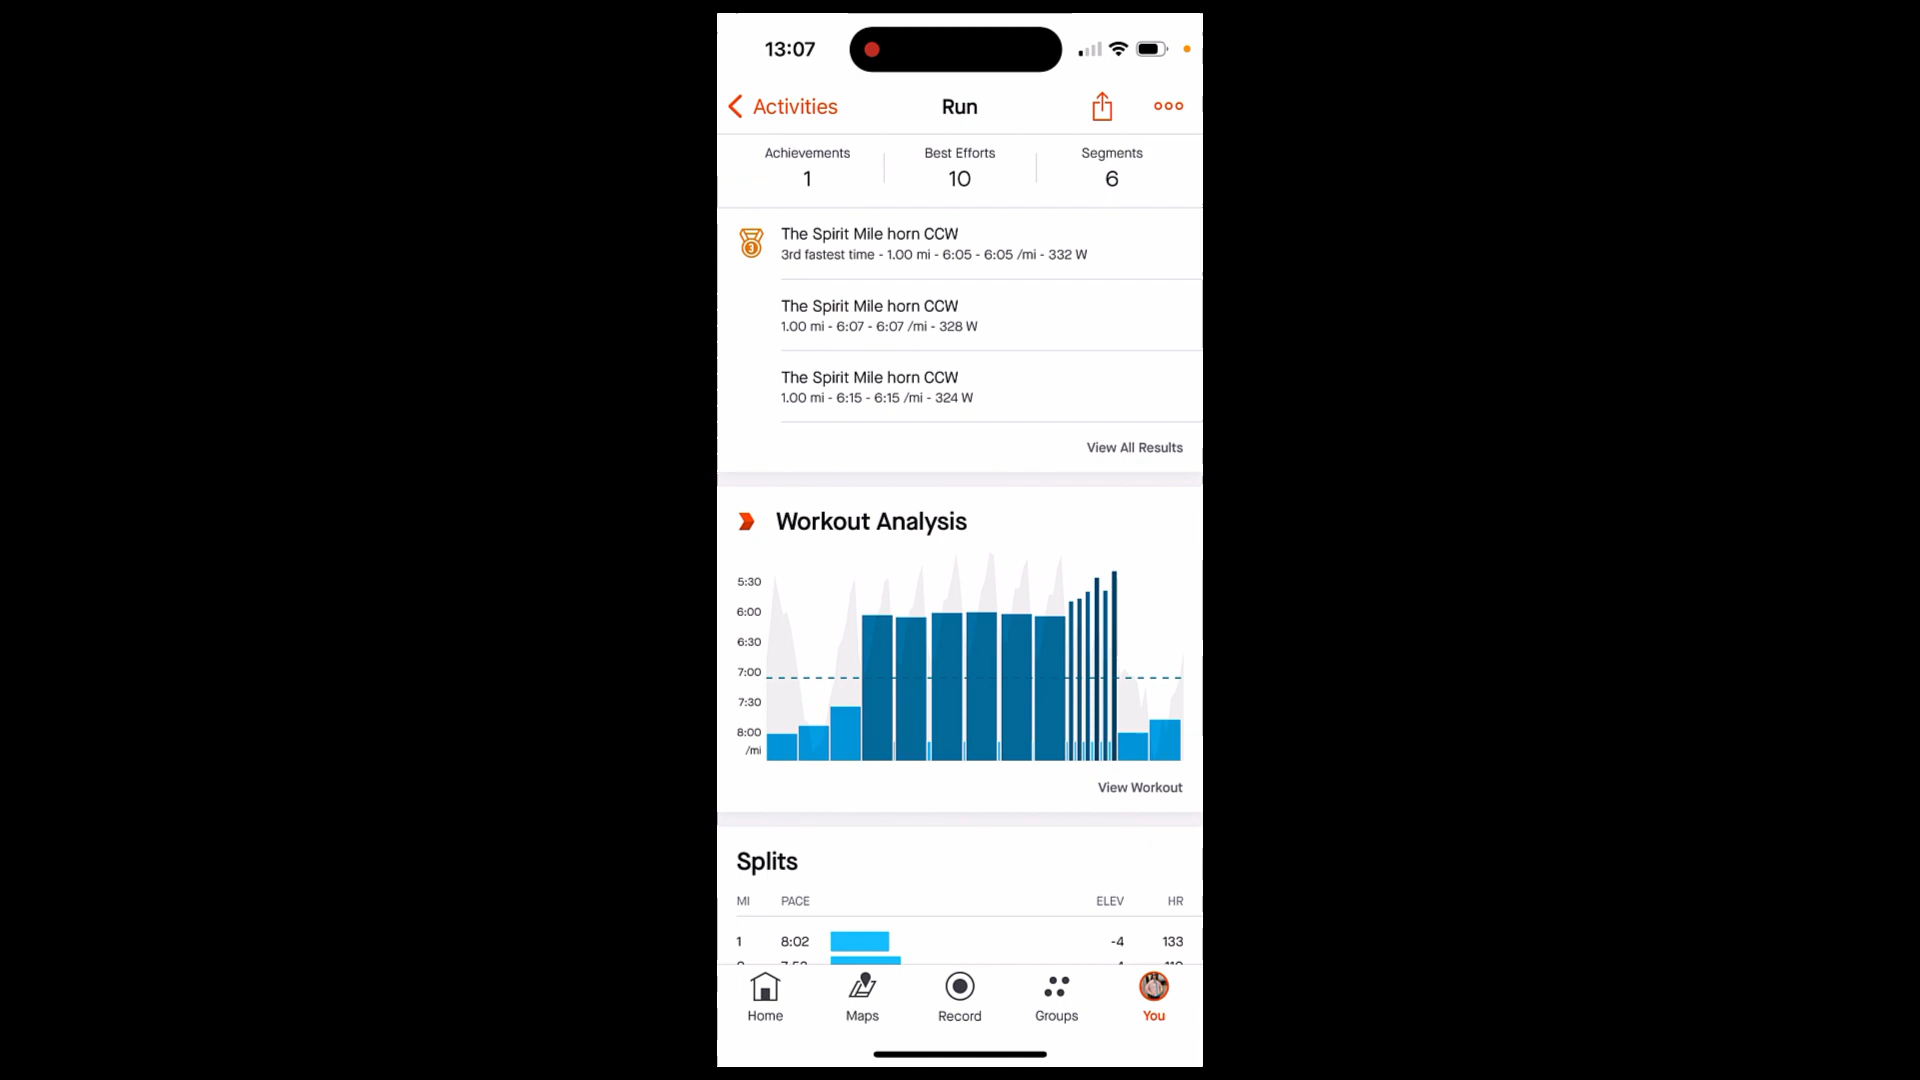 13:07
Activities
Run
Achievements
Best Efforts
Segments
1
10
6
The Spirit Mile horn CCW
3rd fastest time - 1.00 mi - 6:05 - 6:05 /mi - 332 W
The Spirit Mile horn CCW
1.00 mi - 6:07 - 6:07 /mi - 328 W
The Spirit Mile horn CCW
1.00 mi - 6:15 - 6:15 /mi - 324 W
View All Results
Workout Analysis
5:30
6:00
6:30
7:00
7:30
8:00
/mi
View Workout
Splits
MI PACE ELEV HR
1 8:02 -4 133
Home
Maps
Record
Groups
You